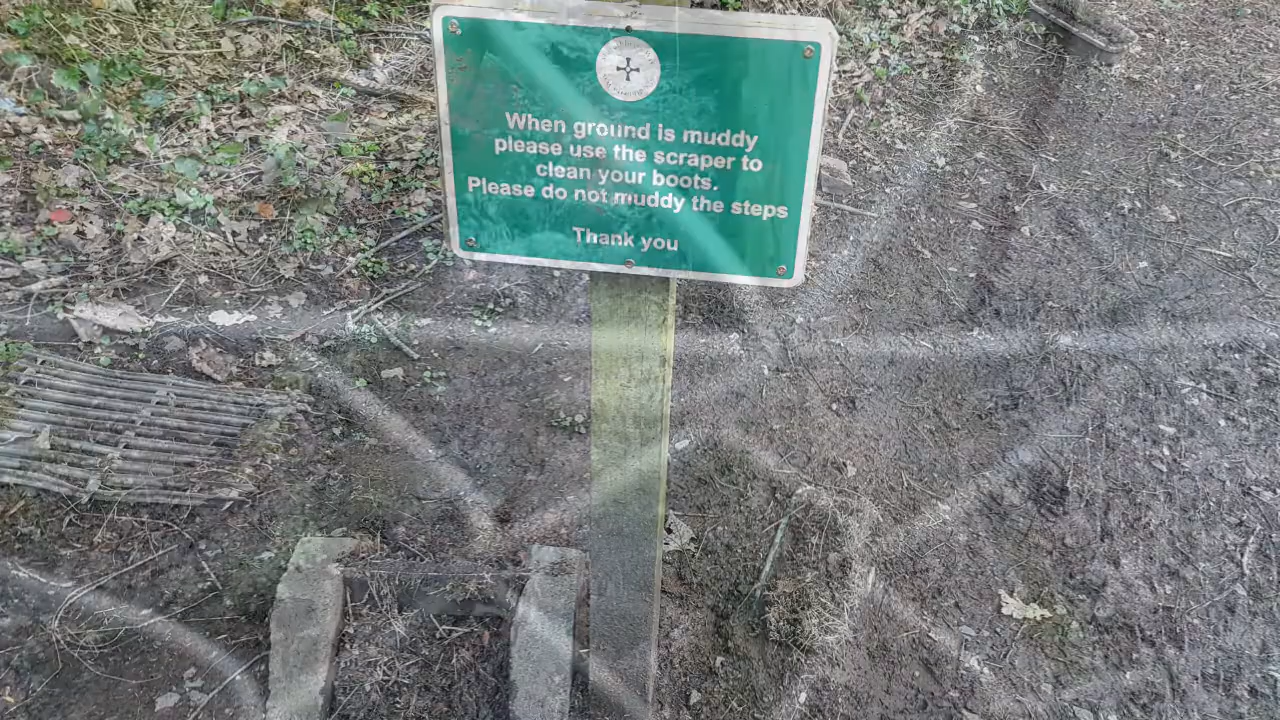 When ground is muddy
please use the scraper to
clean your boots.
Please do not muddy the steps
Thank you